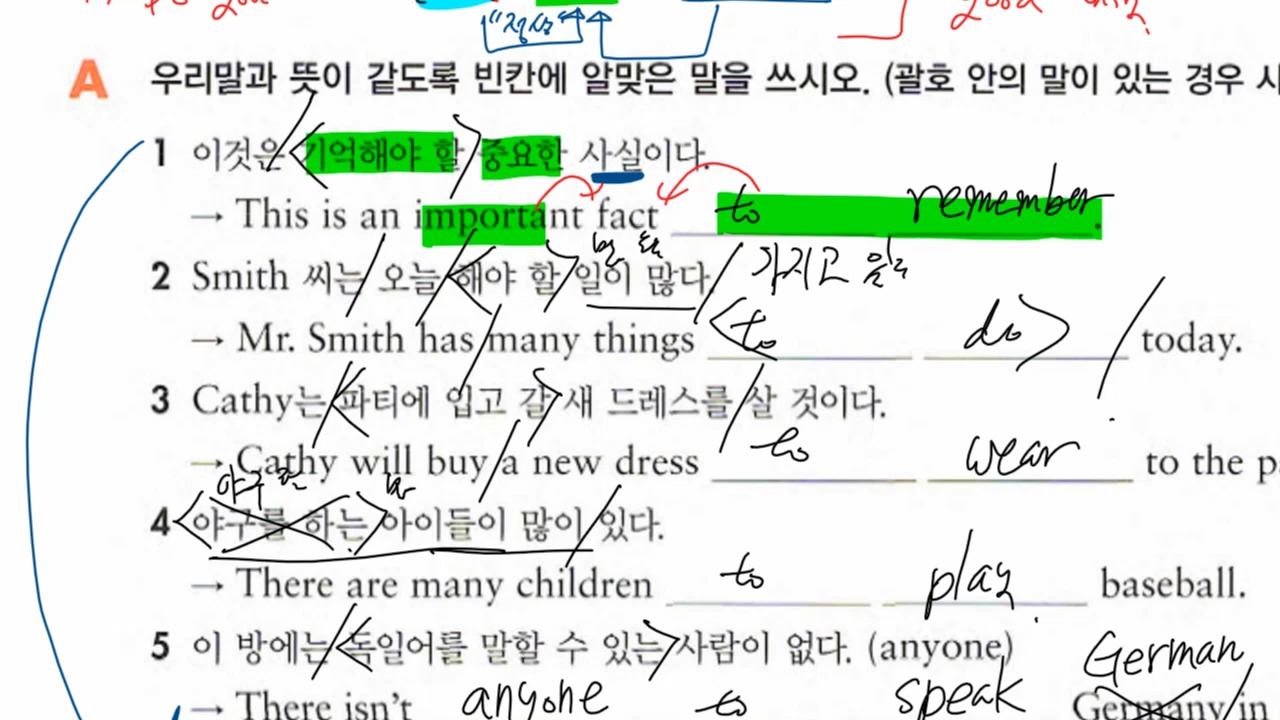 "정상"
good
A 우리말과 뜻이 같도록 빈칸에 알맞은 말을 쓰시오. (괄호 안의 말이 있는 경우
1 이것은 <기억해야 할> 중요한 사실이다.
→ This is an important fact to remember.
2 Smith 씨는 오늘 <해야 할> 일이 많다. 가지고 있다
→ Mr. Smith has many things <to do> today.
3 Cathy는 <파티에 입고 갈> 새 드레스를 살 것이다.
→ Cathy will buy a new dress to wear to the
4 <야구를 하는> 아이들이 많이 있다.
→ There are many children to play baseball.
5 이 방에는 <독일어를 말할 수 있는> 사람이 없다. (anyone)
German
→ There isn't anyone to speak Germany in